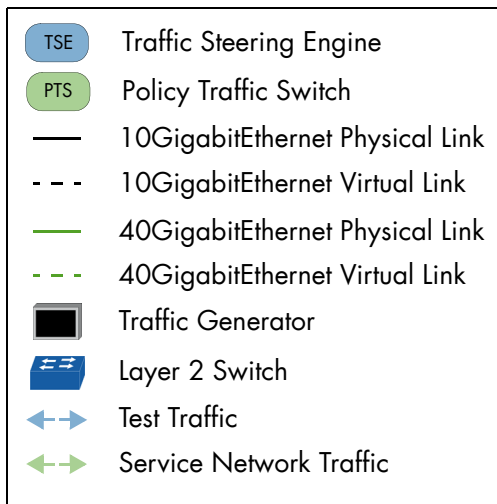 TSE Traffic Steering Engine
PTS Policy Traffic Switch
10GigabitEthernet Physical Link
10GigabitEthernet Virtual Link
40GigabitEthernet Physical Link
40GigabitEthernet Virtual Link
Traffic Generator
Layer 2 Switch
Test Traffic
Service Network Traffic